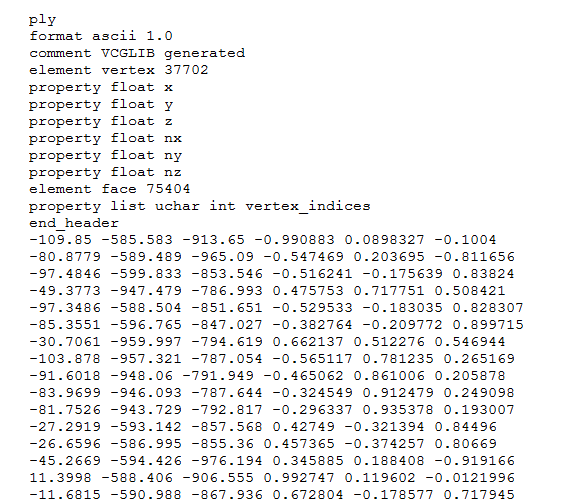 ply
format ascii 1.0
comment VCGLIB generated
element vertex 37702
property float x
property float y
property float z
property float nx
property float ny
property float nz
element face 75404
property list uchar int vertex_indices
end_header
-109.85 -585.583 -913.65 -0.990883 0.0898327 -0.1004
-80.8779 -589.489 -965.09 -0.547469 0.203695 -0.811656
-97.4846 -599.833 -853.546 -0.516241 -0.175639 0.83824
-49.3773 -947.479 -786.993 0.475753 0.717751 0.508421
-97.3486 -588.504 -851.651 -0.529533 -0.183035 0.828307
-85.3551 -596.765 -847.027 -0.382764 -0.209772 0.899715
-30.7061 -959.997 -794.619 0.662137 0.512276 0.546944
-103.878 -957.321 -787.054 -0.565117 0.781235 0.265169
-91.6018 -948.06 -791.949 -0.465062 0.861006 0.205878
-83.9699 -946.093 -787.644 -0.324549 0.912479 0.249098
-81.7526 -943.729 -792.817 -0.296337 0.935378 0.193007
-27.2919 -593.142 -857.568 0.42749 -0.321394 0.84496
-26.6596 -586.995 -855.36 0.457365 -0.374257 0.80669
-45.2669 -594.426 -976.194 0.345885 0.188408 -0.919166
11.3998 -588.406 -906.555 0.992747 0.119602 -0.0121996
-11.6815 -590.988 -867.936 0.672804 -0.178577 0.717945